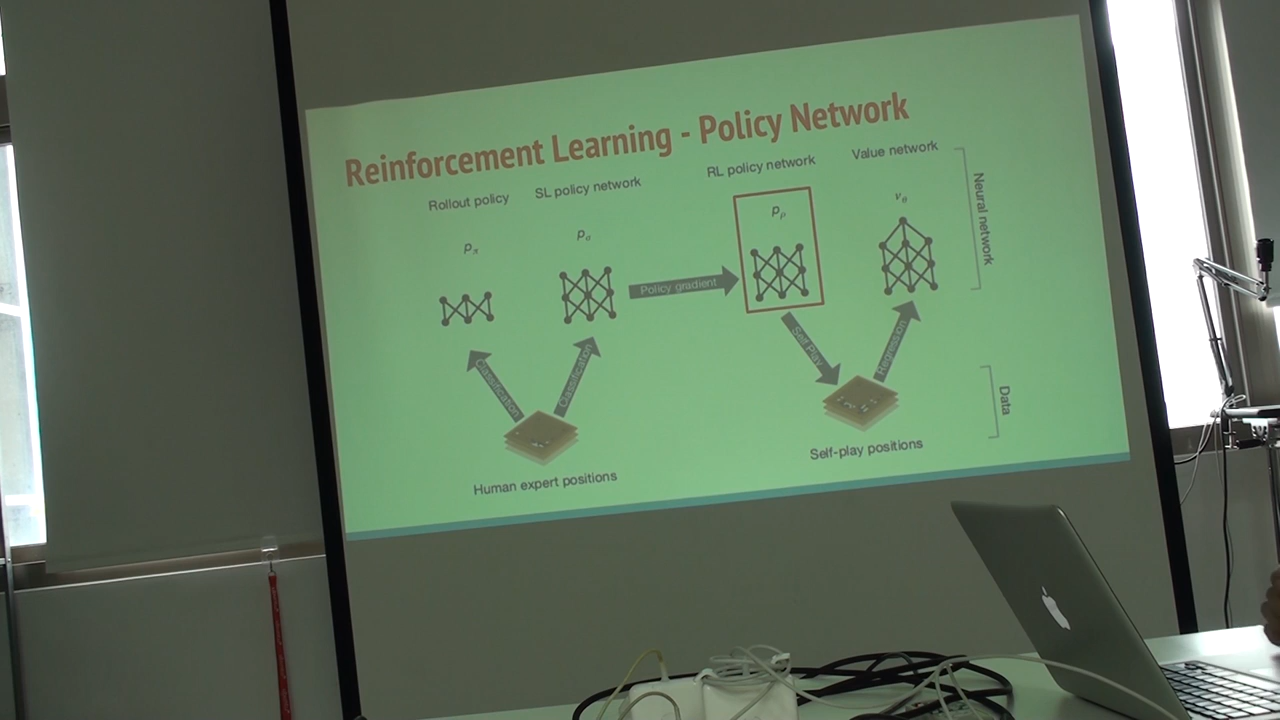 Reinforcement Learning - Policy Network
Rollout policy
SL policy network
RL policy network
Value network
Neural network
Policy gradient
Classification
Classification
Self Play
Regression
Data
Human expert positions
Self-play positions